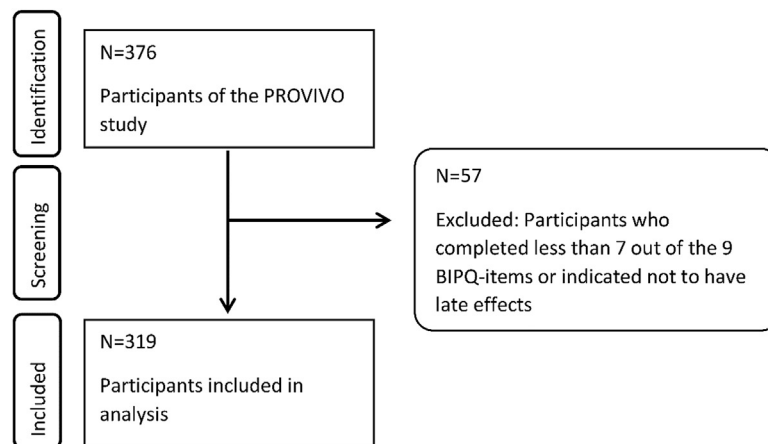 Identification
N=376
Participants of the PROVIVO
study
Screening
N=57
Excluded: Participants who
completed less than 7 out of the 9
BIPQ-items or indicated not to have
late effects
Included
N=319
Participants included in
analysis